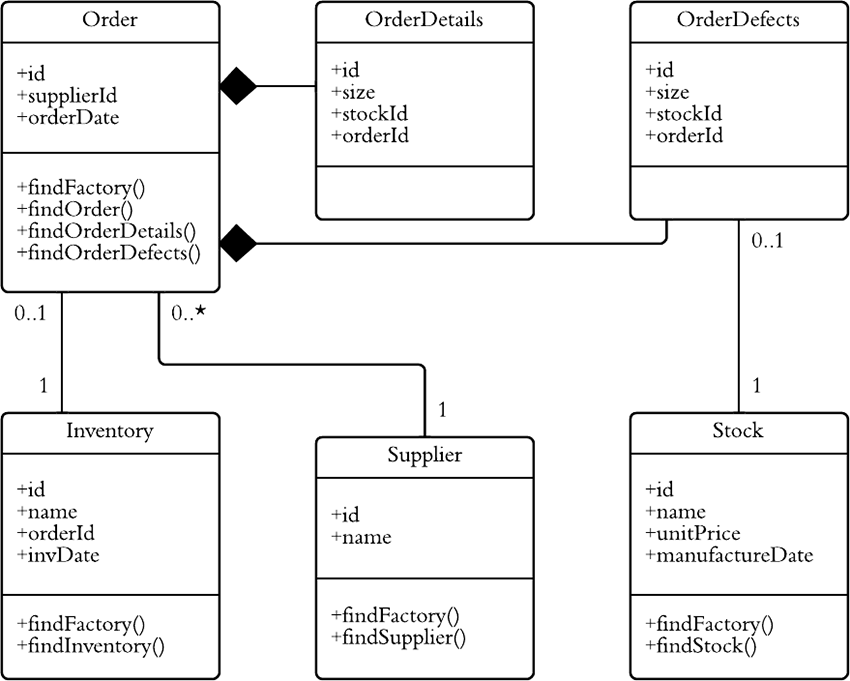 Order
+id
+supplierId
+orderDate
+findFactory()
+findOrder()
+findOrderDetails()
+findOrderDefects()
OrderDetails
+id
+size
+stockId
+orderId
OrderDefects
+id
+size
+stockId
+orderId
0..1
0..*
0..1
1
1
1
Inventory
+id
+name
+orderId
+invDate
+findFactory()
+findInventory()
Supplier
+id
+name
+findFactory()
+findSupplier()
Stock
+id
+name
+unitPrice
+manufactureDate
+findFactory()
+findStock()